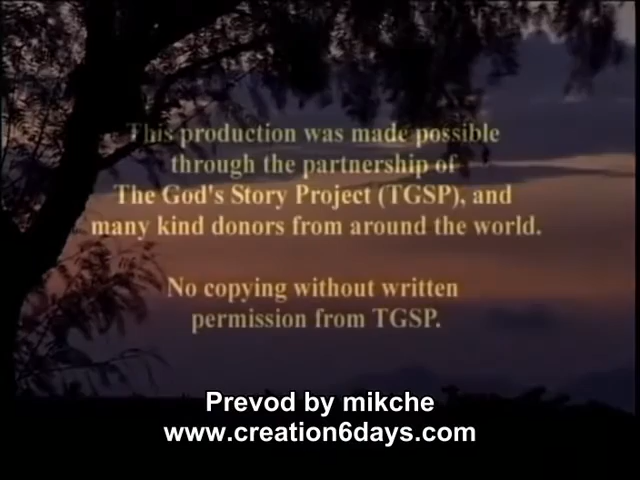 This production was made possible
through the partnership of
The God's Story Project (TGSP), and
many kind donors from around the world.
No copying without written
permission from TGSP.
Prevod by mikche
www.creation6days.com